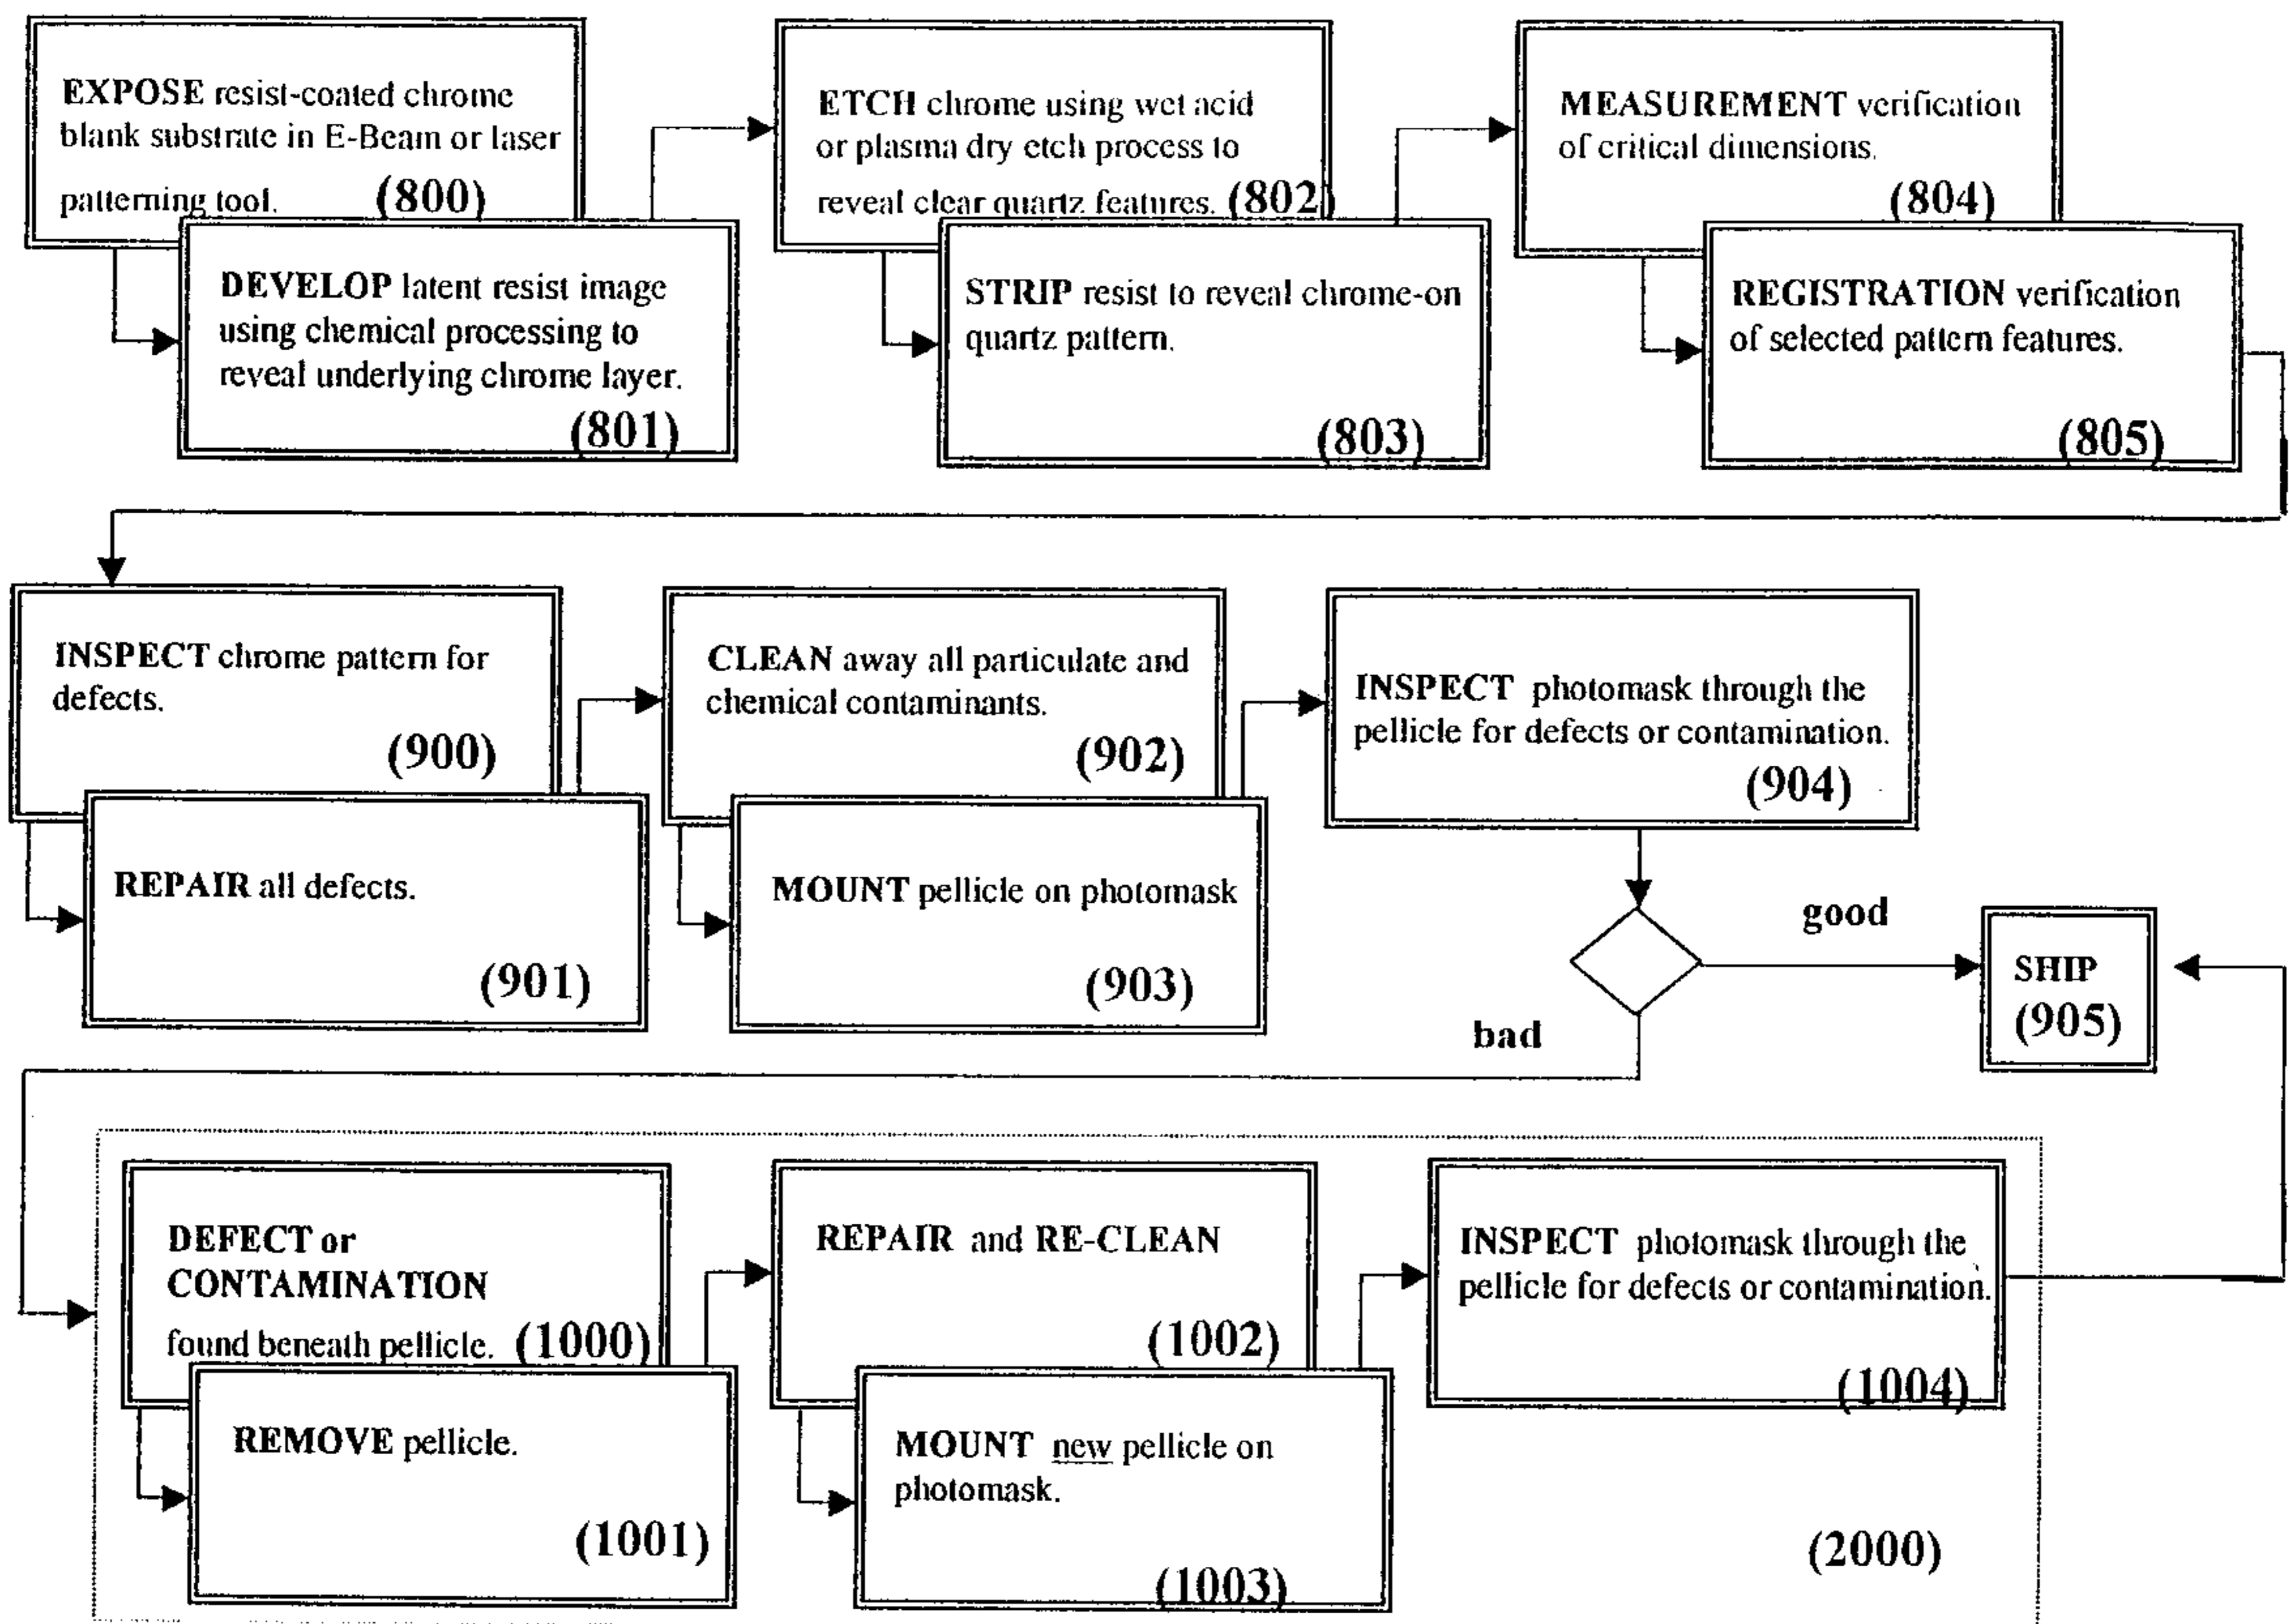 EXPOSE resist-coated chrome
blank substrate in E-Beam or laser
patterning tool. (800)
DEVELOP latent resist image
using chemical processing to
reveal underlying chrome layer.
(801)
ETCH chrome using wet acid
or plasma dry etch process to
reveal clear quartz features. (802)
STRIP resist to reveal chrome-on
quartz pattern.
(803)
MEASUREMENT verification
of critical dimensions.
(804)
REGISTRATION verification
of selected pattern features.
(805)
INSPECT chrome pattern for
defects.
(900)
REPAIR all defects.
(901)
CLEAN away all particulate and
chemical contaminants.
(902)
MOUNT pellicle on photomask
(903)
INSPECT photomask through the
pellicle for defects or contamination.
(904)
good
bad
SHIP
(905)
DEFECT or
CONTAMINATION
found beneath pellicle. (1000)
REMOVE pellicle.
(1001)
REPAIR and RE-CLEAN
(1002)
MOUNT new pellicle on
photomask.
(1003)
INSPECT photomask through the
pellicle for defects or contamination.
(1004)
(2000)